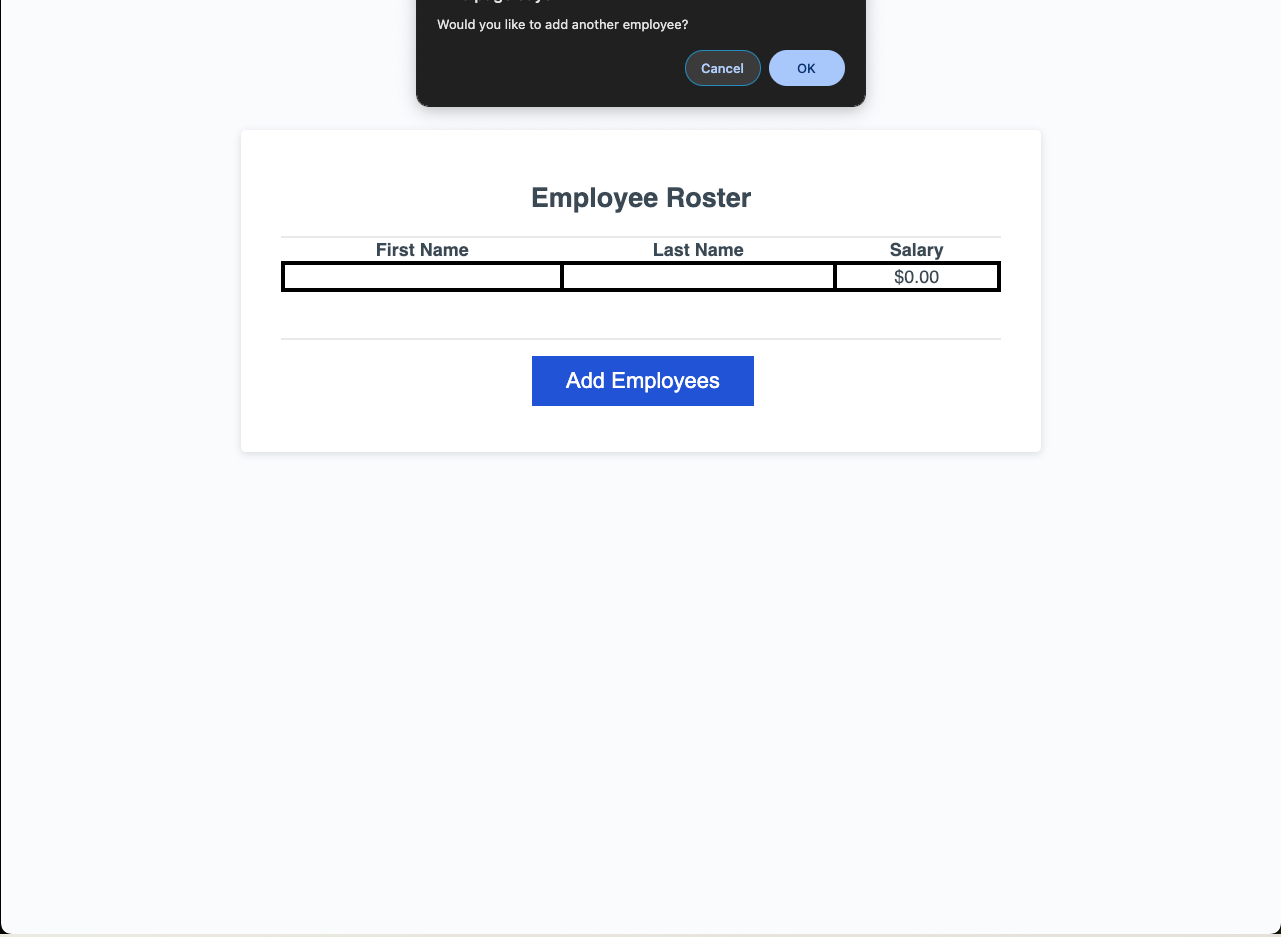 Would you like to add another employee?
Cancel OK
Employee Roster
First Name Last Name Salary
$0.00
Add Employees